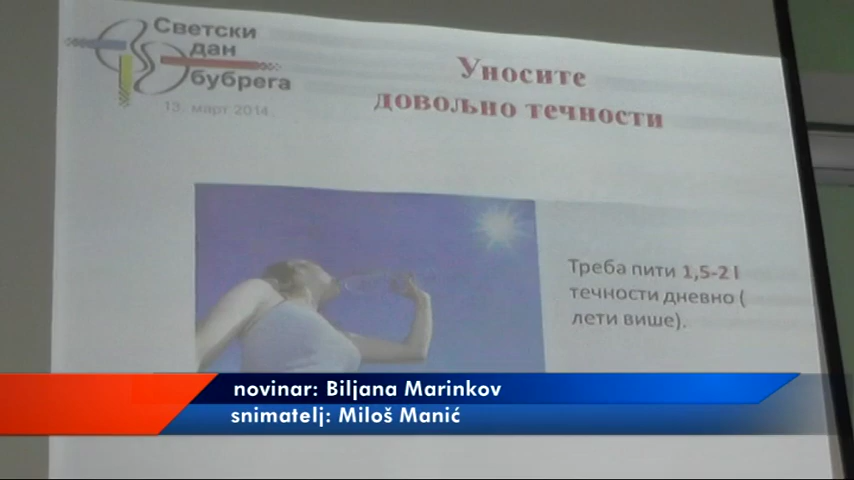 Светски
дан
бубрега
13. март 2014.
Уносите
довољно течности
Треба пити 1,5-2 l
течности дневно (
лети више).
novinar: Biljana Marinkov
snimatelj: Miloš Manić